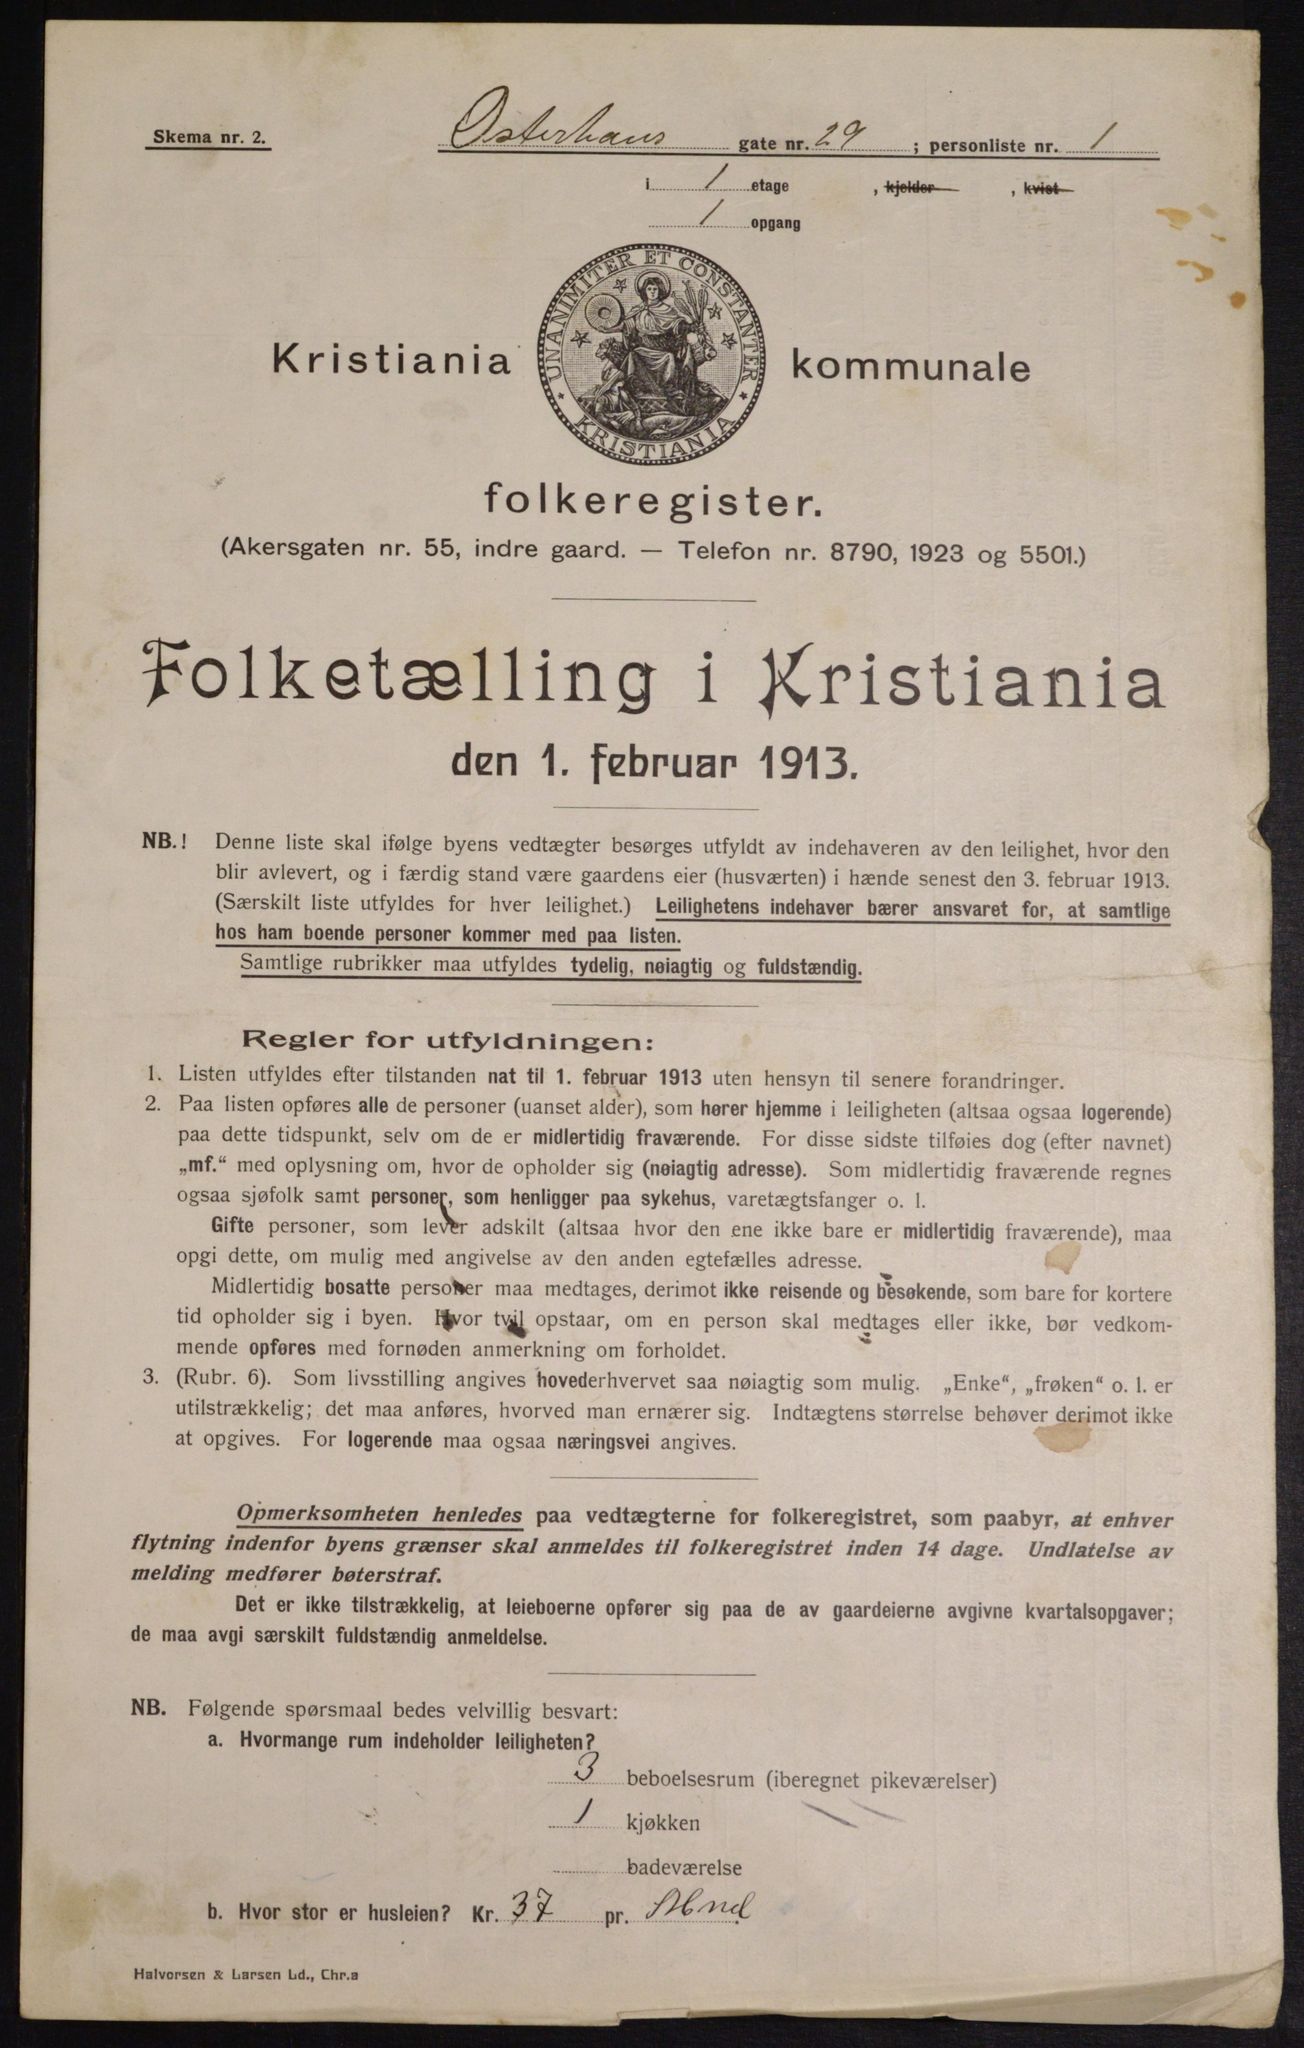 Skema nr. 2.
Osterhaus gate nr. 29 ; personliste nr. 1
i 1 etage , kjelder , kvist
1 opgang
UNANIMITER ET CONSTANTER
KRISTIANIA
Kristiania kommunale
folkeregister.
(Akersgaten nr. 55, indre gaard. — Telefon nr. 8790, 1923 og 5501.)
Folketælling i Kristiania
den 1. februar 1913.
NB.! Denne liste skal ifølge byens vedtægter besørges utfyldt av indehaveren av den leilighet, hvor den
blir avlevert, og i færdig stand være gaardens eier (husværten) i hænde senest den 3. februar 1913.
(Særskilt liste utfyldes for hver leilighet.) Leilighetens indehaver bærer ansvaret for, at samtlige
hos ham boende personer kommer med paa listen.
Samtlige rubrikker maa utfyldes tydelig, nøiagtig og fuldstændig.
Regler for utfyldningen:
1. Listen utfyldes efter tilstanden nat til 1. februar 1913 uten hensyn til senere forandringer.
2. Paa listen opføres alle de personer (uanset alder), som hører hjemme i leiligheten (altsaa ogsaa logerende)
paa dette tidspunkt, selv om de er midlertidig fraværende. For disse sidste tilføies dog (efter navnet)
„mf.“ med oplysning om, hvor de opholder sig (nøiagtig adresse). Som midlertidig fraværende regnes
ogsaa sjøfolk samt personer, som henligger paa sykehus, varetægtsfanger o. l.
Gifte personer, som lever adskilt (altsaa hvor den ene ikke bare er midlertidig fraværende), maa
opgi dette, om mulig med angivelse av den anden egtefælles adresse.
Midlertidig bosatte personer maa medtages, derimot ikke reisende og besøkende, som bare for kortere
tid opholder sig i byen. Hvor tvil opstaar, om en person skal medtages eller ikke, bør vedkom-
mende opføres med fornøden anmerkning om forholdet.
3. (Rubr. 6). Som livsstilling angives hovederhvervet saa nøiagtig som mulig. „Enke“, „frøken“ o. l. er
utilstrækkelig; det maa anføres, hvorved man ernærer sig. Indtægtens størrelse behøver derimot ikke
at opgives. For logerende maa ogsaa næringsvei angives.
Opmerksomheten henledes paa vedtægterne for folkeregistret, som paabyr, at enhver
flytning indenfor byens grænser skal anmeldes til folkeregistret inden 14 dage. Undlatelse av
melding medfører bøterstraf.
Det er ikke tilstrækkelig, at leieboerne opfører sig paa de av gaardeierne avgivne kvartalsopgaver;
de maa avgi særskilt fuldstændig anmeldelse.
NB. Følgende spørsmaal bedes velvillig besvart:
a. Hvormange rum indeholder leiligheten?
3 beboelsesrum (iberegnet pikeværelser)
1 kjøkken
badeværelse
b. Hvor stor er husleien? Kr. 37 pr. Mnd
Halvorsen & Larsen Ld., Chr.a